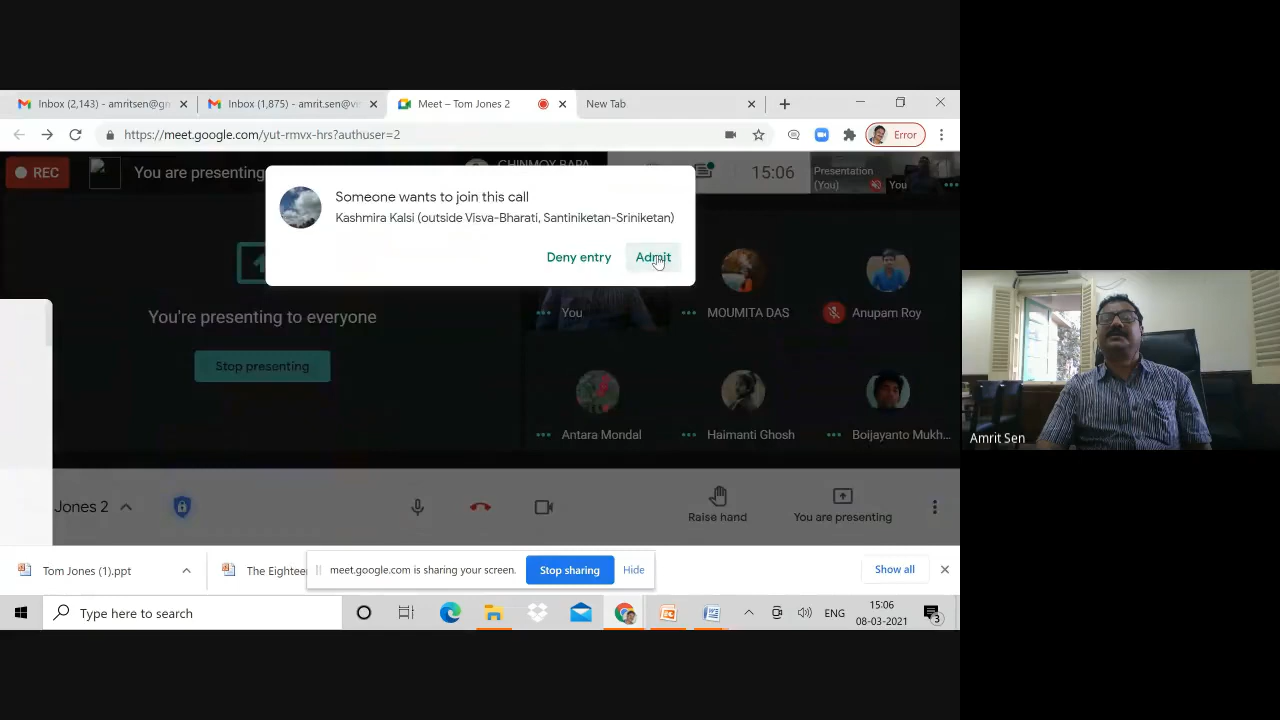 Inbox (2,143) - amritsen@gm
Inbox (1,875) - amrit.sen@vis
Meet – Tom Jones 2
New Tab
https://meet.google.com/yut-rmvx-hrs?authuser=2
Error
REC
You are presenting
15:06
Presentation
(You)
You
Someone wants to join this call
Kashmira Kalsi (outside Visva-Bharati, Santiniketan-Sriniketan)
Deny entry
Admit
You're presenting to everyone
Stop presenting
You
MOUMITA DAS
Anupam Roy
Antara Mondal
Haimanti Ghosh
Boijayanto Mukh...
Amrit Sen
Jones 2
Raise hand
You are presenting
Tom Jones (1).ppt
The Eightee
meet.google.com is sharing your screen.
Stop sharing
Hide
Show all
Type here to search
ENG
15:06
08-03-2021
3